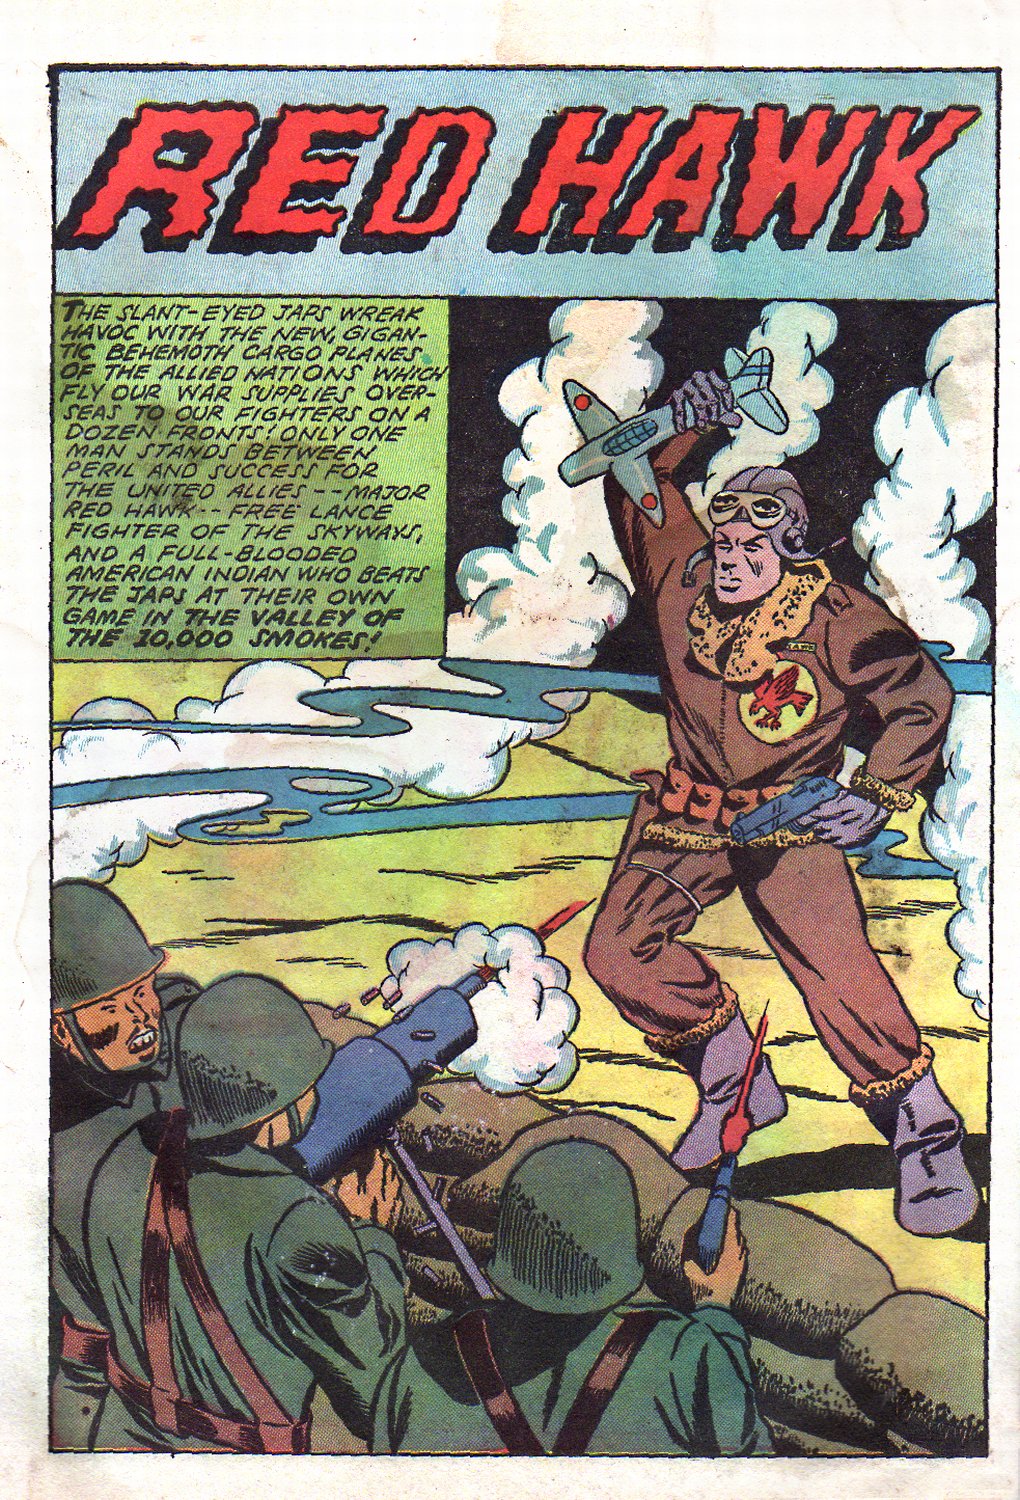 RED HAWK
THE SLANT-EYED JAPS WREAK
HAVOC WITH THE NEW, GIGAN-
TIC BEHEMOTH CARGO PLANES
OF THE ALLIED NATIONS WHICH
FLY OUR WAR SUPPLIES OVER-
SEAS TO OUR FIGHTERS ON A
DOZEN FRONTS! ONLY ONE
MAN STANDS BETWEEN
PERIL AND SUCCESS FOR
THE UNITED ALLIES -- MAJOR
RED HAWK -- FREE LANCE
FIGHTER OF THE SKYWAYS,
AND A FULL-BLOODED
AMERICAN INDIAN WHO BEATS
THE JAPS AT THEIR OWN
GAME IN THE VALLEY OF
THE 10,000 SMOKES!